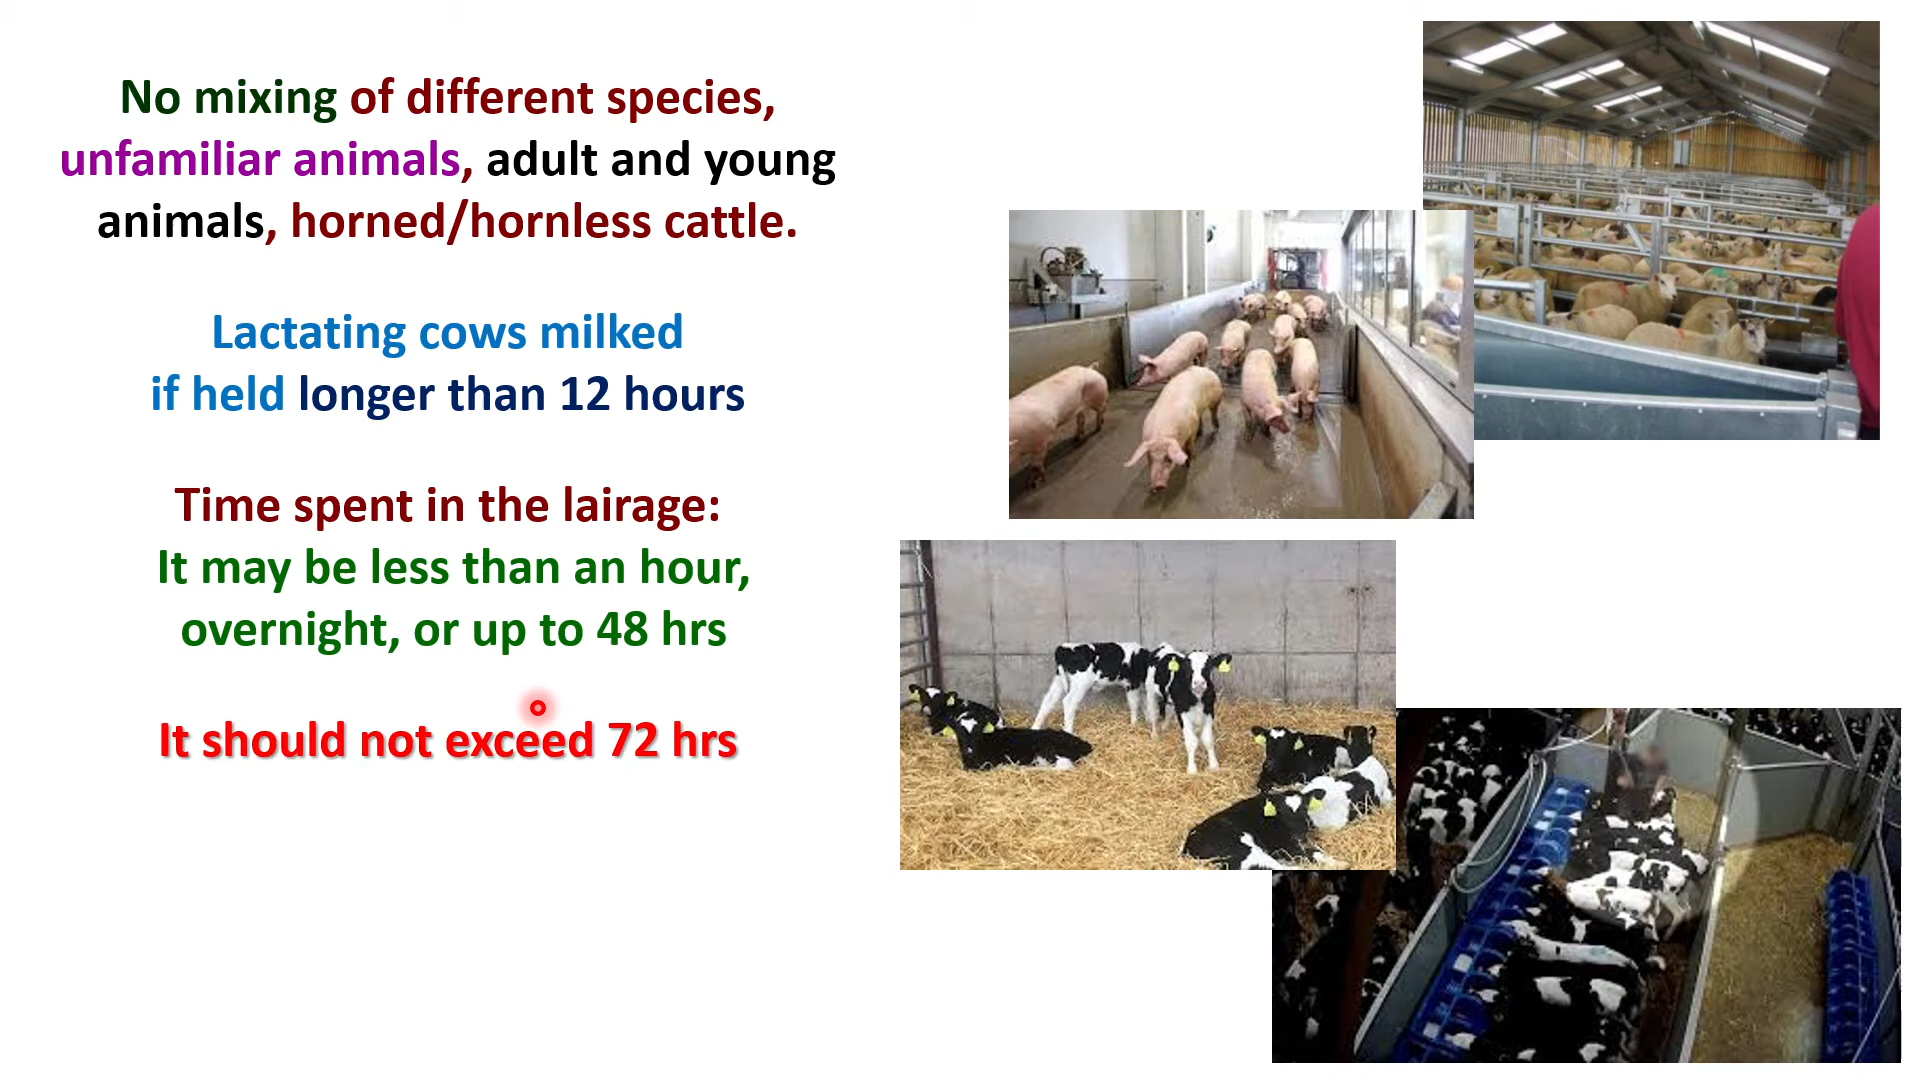 No mixing of different species,
unfamiliar animals, adult and young
animals, horned/hornless cattle.
Lactating cows milked
if held longer than 12 hours
Time spent in the lairage:
It may be less than an hour,
overnight, or up to 48 hrs
It should not exceed 72 hrs